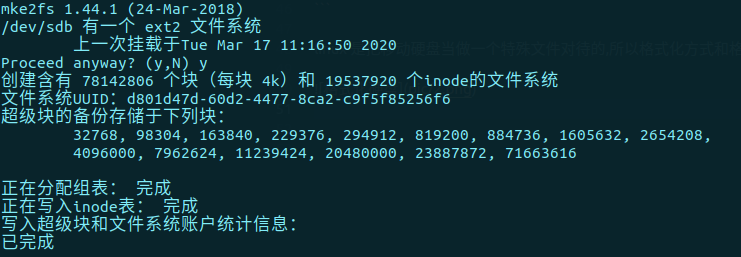 mke2fs 1.44.1 (24-Mar-2018)
/dev/sdb 有一个 ext2 文件系统
上一次挂载于Tue Mar 17 11:16:50 2020
Proceed anyway? (y,N) y
创建含有 78142806 个块（每块 4k）和 19537920 个inode的文件系统
文件系统UUID：d801d47d-60d2-4477-8ca2-c9f5f85256f6
超级块的备份存储于下列块：
32768, 98304, 163840, 229376, 294912, 819200, 884736, 1605632, 2654208,
4096000, 7962624, 11239424, 20480000, 23887872, 71663616
正在分配组表： 完成
正在写入inode表： 完成
写入超级块和文件系统账户统计信息：
已完成